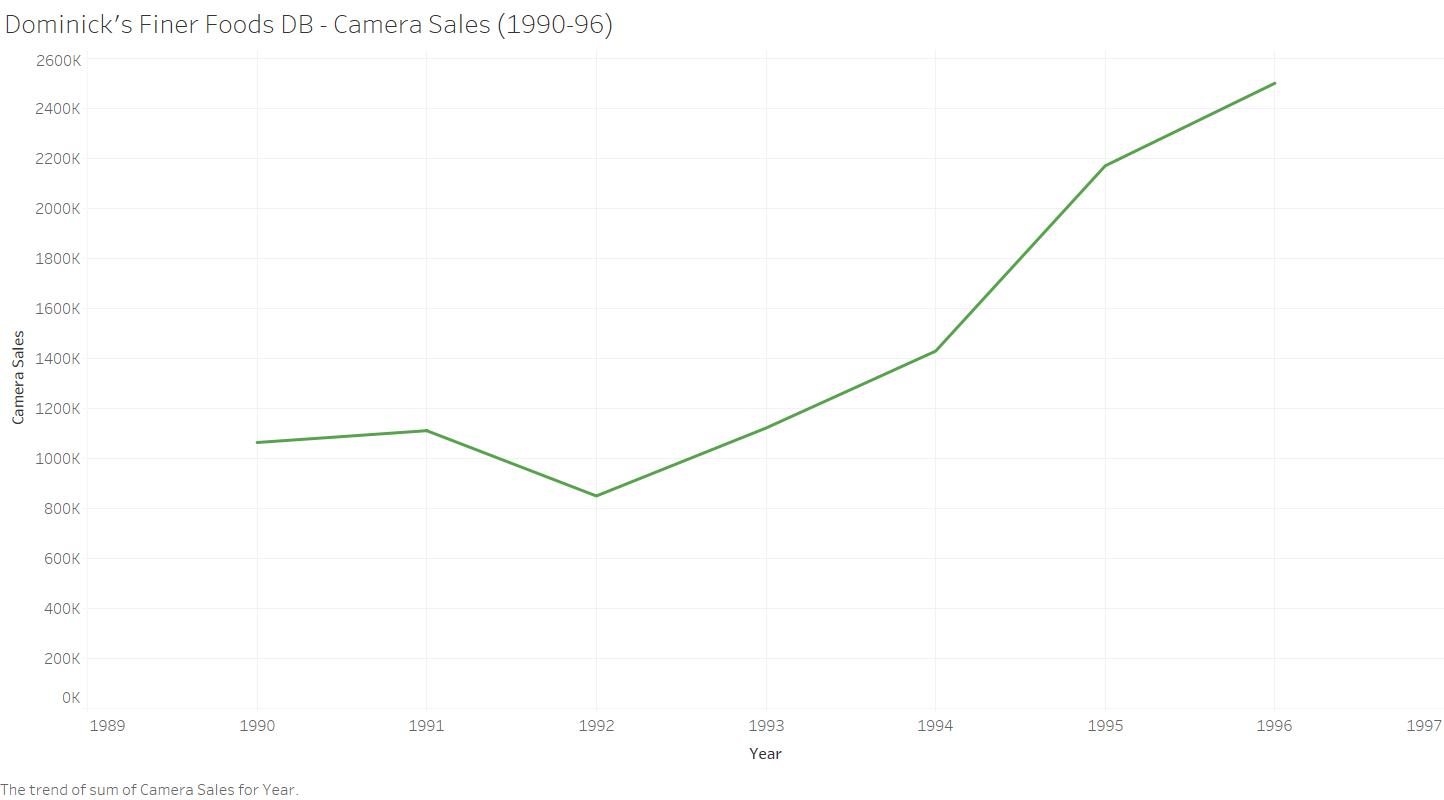 Dominick's Finer Foods DB - Camera Sales (1990-96)
2600K
2400K
2200K
2000K
1800K
1600K
1400K
1200K
1000K
800K
600K
400K
200K
0K
Camera Sales
1989 1990 1991 1992 1993 1994 1995 1996 1997
Year
The trend of sum of Camera Sales for Year.